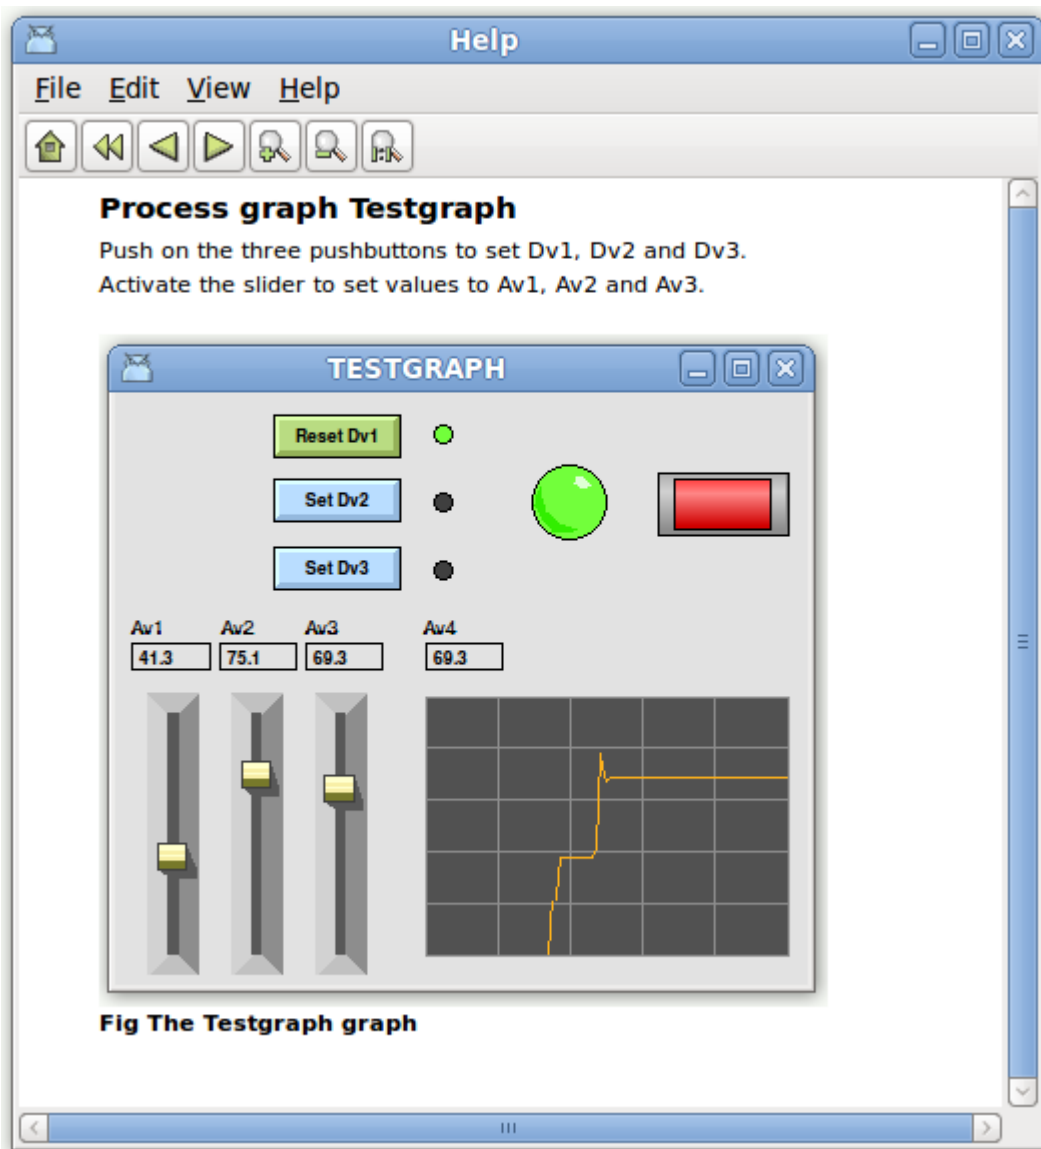 Help
File Edit View Help
Process graph Testgraph
Push on the three pushbuttons to set Dv1, Dv2 and Dv3.
Activate the slider to set values to Av1, Av2 and Av3.
TESTGRAPH
Reset Dv1
Set Dv2
Set Dv3
Av1 Av2 Av3 Av4
41.3 75.1 69.3 69.3
Fig The Testgraph graph